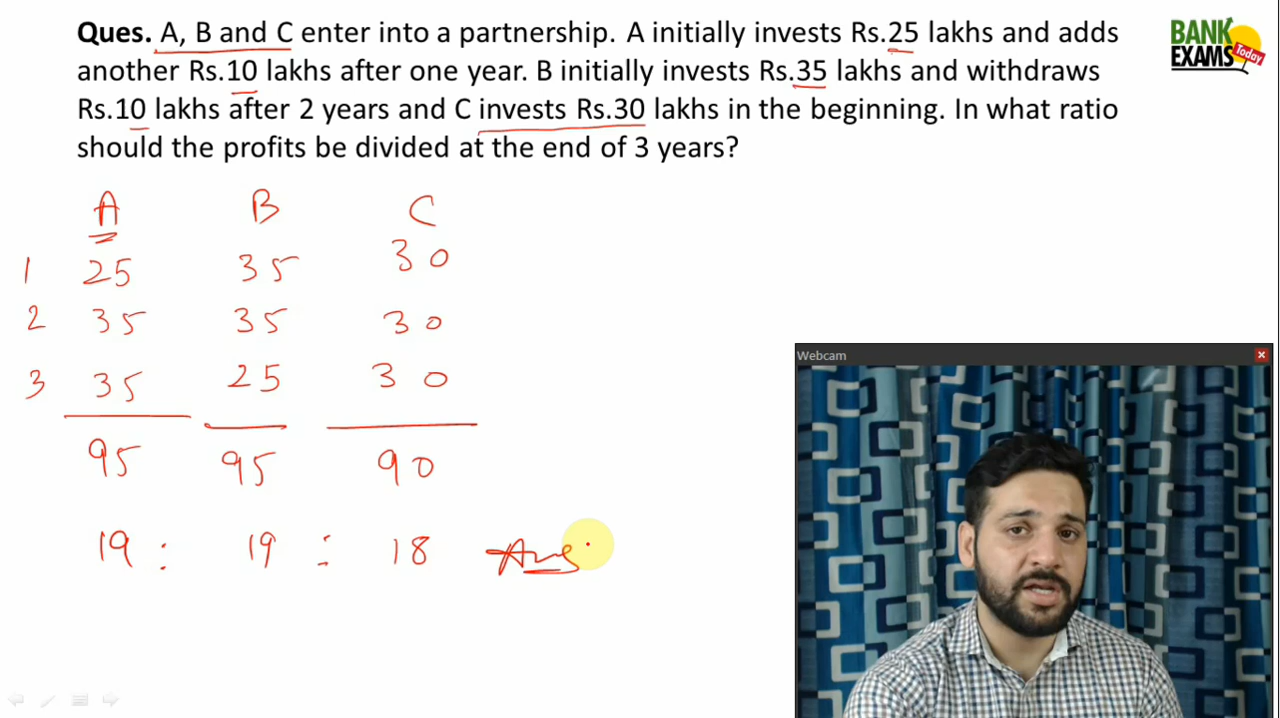 Ques. A, B and C enter into a partnership. A initially invests Rs.25 lakhs and adds
another Rs.10 lakhs after one year. B initially invests Rs.35 lakhs and withdraws
Rs.10 lakhs after 2 years and C invests Rs.30 lakhs in the beginning. In what ratio
should the profits be divided at the end of 3 years?
BANK
EXAMS Today
A B C
1 25 35 30
2 35 35 30
3 35 25 30
95 95 90
19 : 19 : 18 Ans.
Webcam